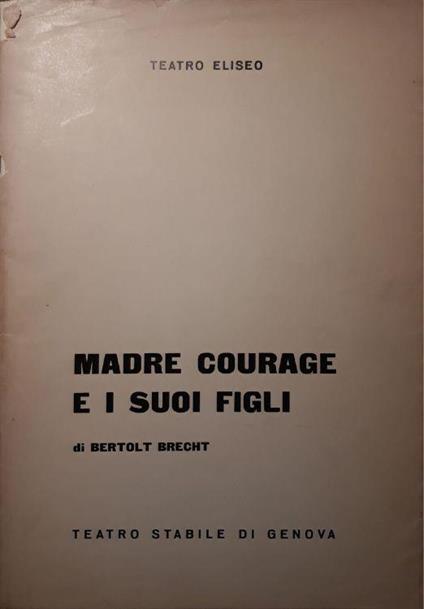 TEATRO ELISEO
MADRE COURAGE
E I SUOI FIGLI
di BERTOLT BRECHT
TEATRO STABILE DI GENOVA